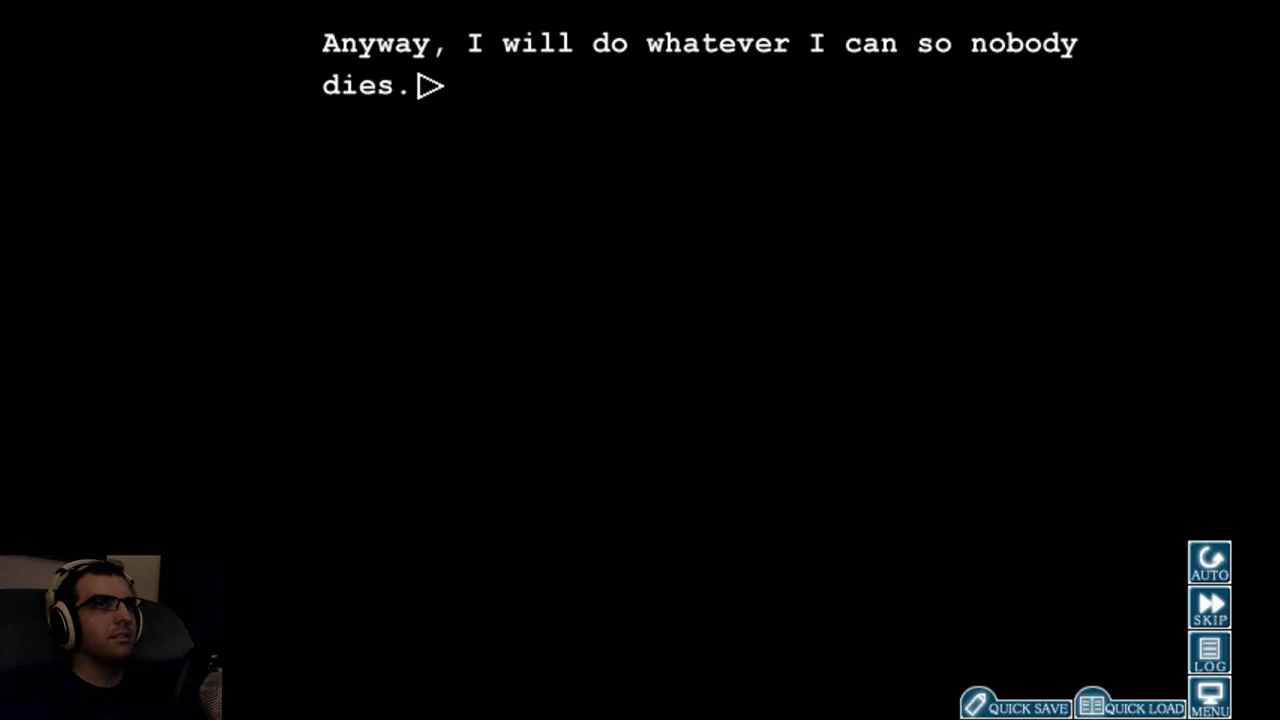 Anyway, I will do whatever I can so nobody
dies.
AUTO
SKIP
LOG
MENU
QUICK SAVE
QUICK LOAD